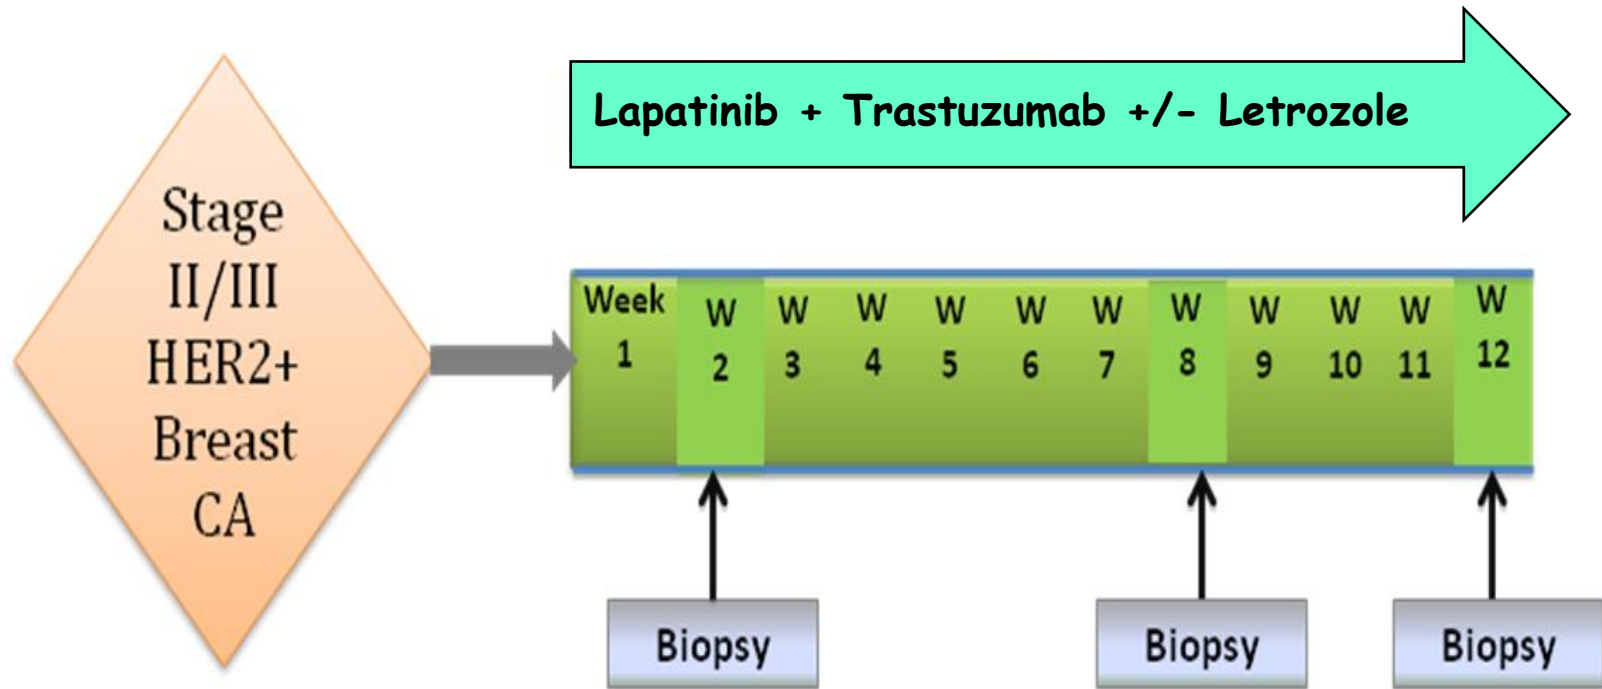 Lapatinib + Trastuzumab +/- Letrozole
Stage
II/III
HER2+
Breast
CA
Week W W W W W W W W W W W
1 2 3 4 5 6 7 8 9 10 11 12
Biopsy Biopsy Biopsy